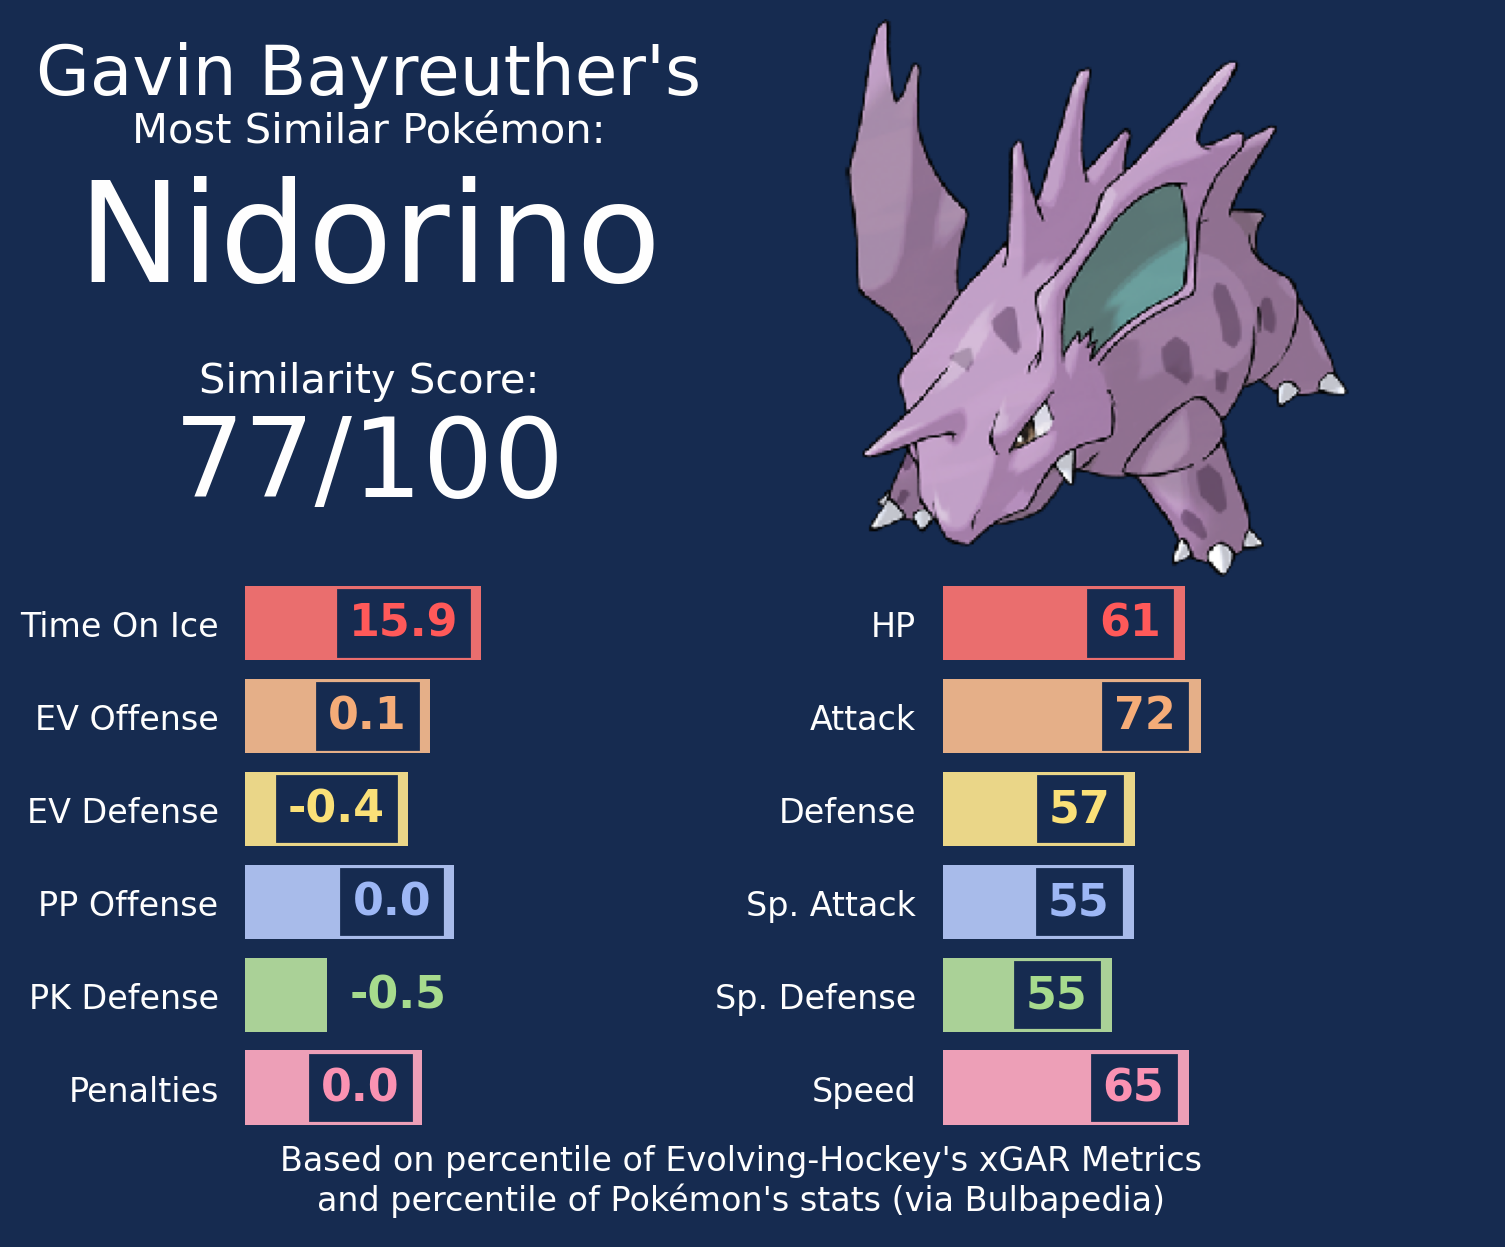 Gavin Bayreuther's
Most Similar Pokémon:
Nidorino
Similarity Score:
77/100
Time On Ice 15.9
EV Offense 0.1
EV Defense -0.4
PP Offense 0.0
PK Defense -0.5
Penalties 0.0
HP 61
Attack 72
Defense 57
Sp. Attack 55
Sp. Defense 55
Speed 65
Based on percentile of Evolving-Hockey's xGAR Metrics
and percentile of Pokémon's stats (via Bulbapedia)